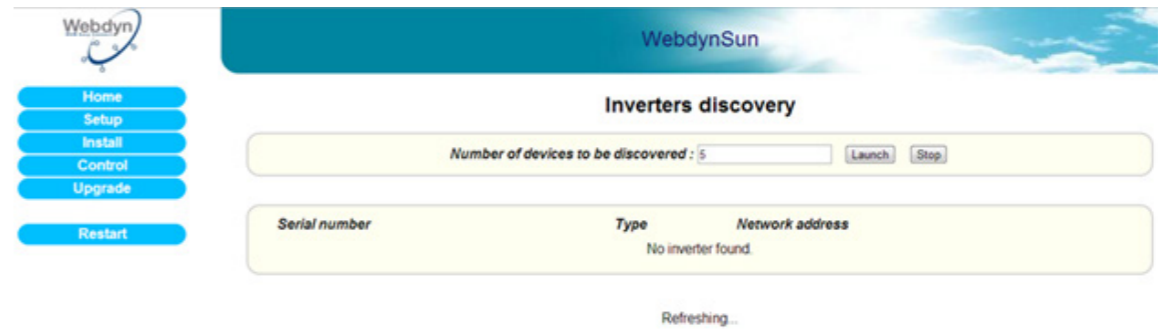 Webdyn
WebdynSun
Home
Setup
Install
Control
Upgrade
Restart
Inverters discovery
Number of devices to be discovered : 5 Launch Stop
Serial number Type Network address
No inverter found.
Refreshing...